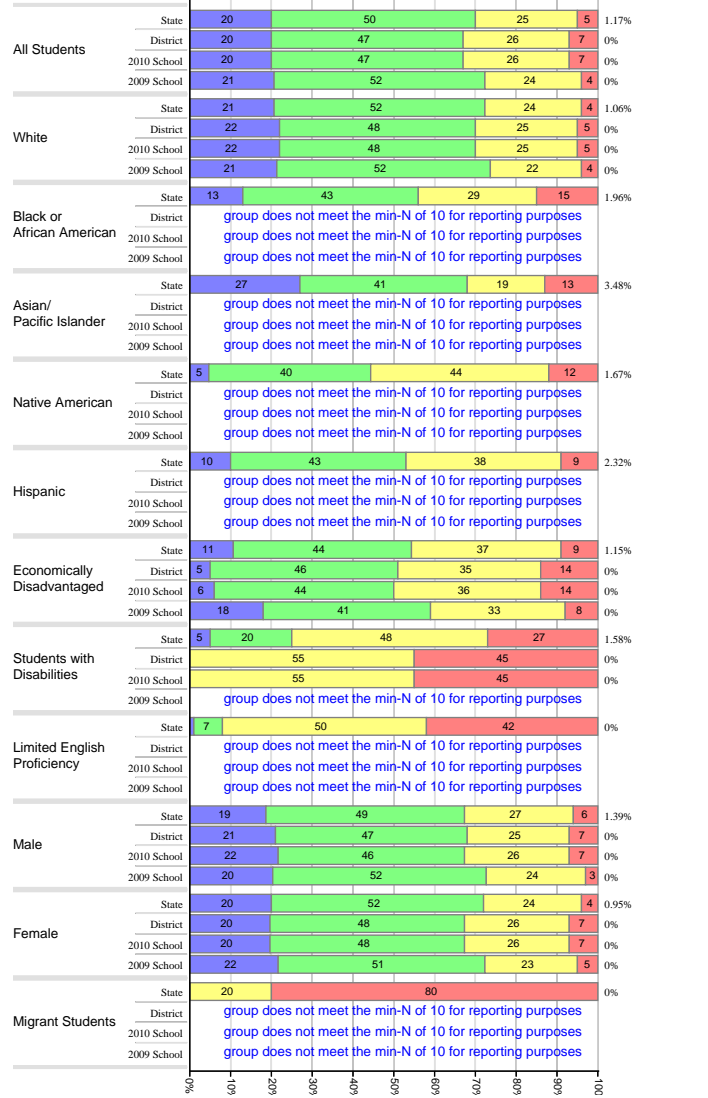 State 20 50 25 5 1.17%
All Students
District 20 47 26 7 0%
2010 School 20 47 26 7 0%
2009 School 21 52 24 4 0%
State 21 52 24 4 1.06%
White
District 22 48 25 5 0%
2010 School 22 48 25 5 0%
2009 School 21 52 22 4 0%
State 13 43 29 15 1.96%
Black or
African American
District group does not meet the min-N of 10 for reporting purposes
2010 School group does not meet the min-N of 10 for reporting purposes
2009 School group does not meet the min-N of 10 for reporting purposes
State 27 41 19 13 3.48%
Asian/
Pacific Islander
District group does not meet the min-N of 10 for reporting purposes
2010 School group does not meet the min-N of 10 for reporting purposes
2009 School group does not meet the min-N of 10 for reporting purposes
State 5 40 44 12 1.67%
Native American
District group does not meet the min-N of 10 for reporting purposes
2010 School group does not meet the min-N of 10 for reporting purposes
2009 School group does not meet the min-N of 10 for reporting purposes
State 10 43 38 9 2.32%
Hispanic
District group does not meet the min-N of 10 for reporting purposes
2010 School group does not meet the min-N of 10 for reporting purposes
2009 School group does not meet the min-N of 10 for reporting purposes
State 11 44 37 9 1.15%
Economically
Disadvantaged
District 5 46 35 14 0%
2010 School 6 44 36 14 0%
2009 School 18 41 33 8 0%
State 5 20 48 27 1.58%
Students with
Disabilities
District 55 45 0%
2010 School 55 45 0%
2009 School group does not meet the min-N of 10 for reporting purposes
State 7 50 42 0%
Limited English
Proficiency
District group does not meet the min-N of 10 for reporting purposes
2010 School group does not meet the min-N of 10 for reporting purposes
2009 School group does not meet the min-N of 10 for reporting purposes
State 19 49 27 6 1.39%
Male
District 21 47 25 7 0%
2010 School 22 46 26 7 0%
2009 School 20 52 24 3 0%
State 20 52 24 4 0.95%
Female
District 20 48 26 7 0%
2010 School 20 48 26 7 0%
2009 School 22 51 23 5 0%
State 20 80 0%
Migrant Students
District group does not meet the min-N of 10 for reporting purposes
2010 School group does not meet the min-N of 10 for reporting purposes
2009 School group does not meet the min-N of 10 for reporting purposes
0% 10% 20% 30% 40% 50% 60% 70% 80% 90% 100